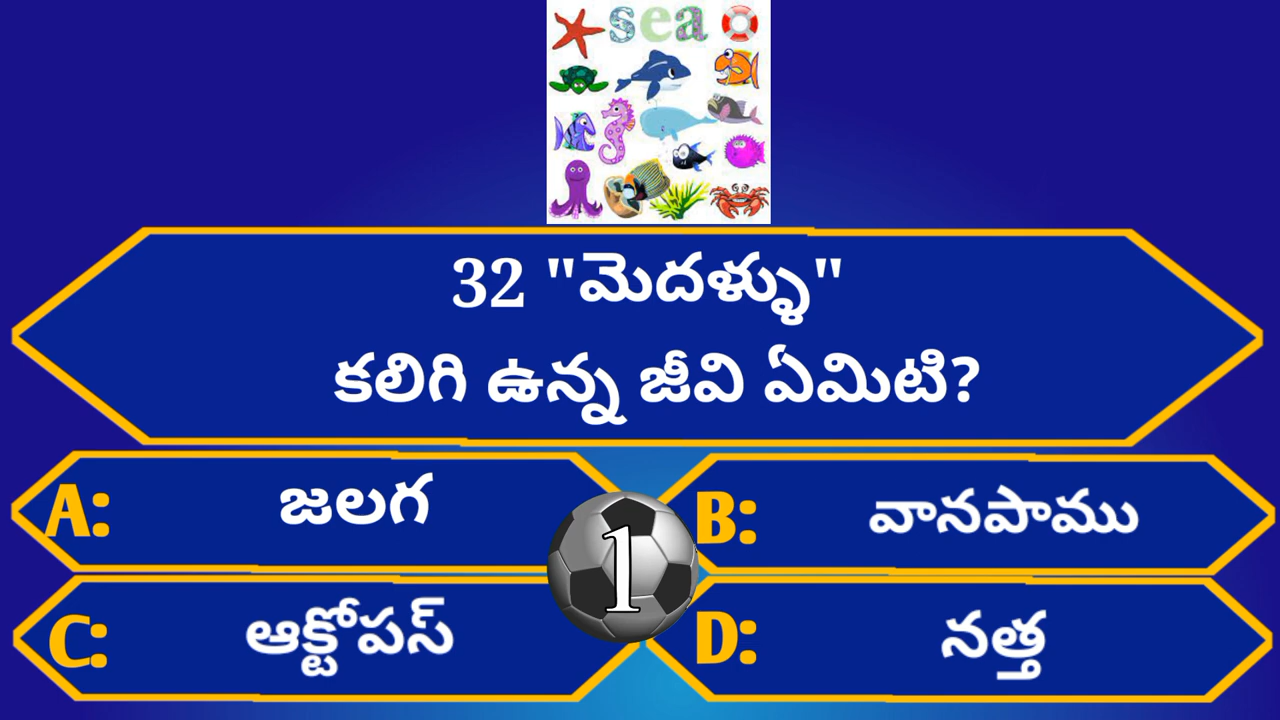 sea
32 "మెదళ్ళు"
కలిగి ఉన్న జీవి ఏమిటి?
A: జలగ
B: వానపాము
1
C: ఆక్టోపస్
D: నత్త